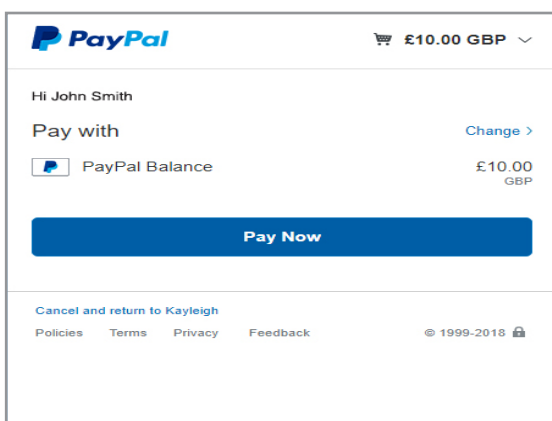 PayPal £10.00 GBP
Hi John Smith
Pay with Change >
PayPal Balance £10.00
GBP
Pay Now
Cancel and return to Kayleigh
Policies Terms Privacy Feedback © 1999-2018